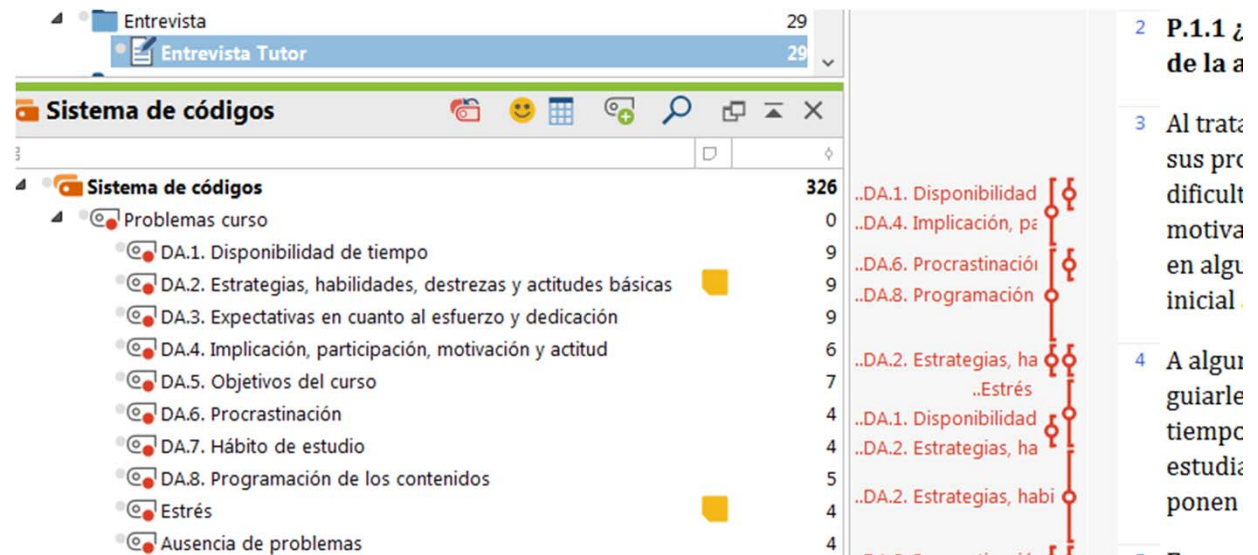 Entrevista 29
Entrevista Tutor 29
Sistema de códigos
Sistema de códigos 326
Problemas curso 0
DA.1. Disponibilidad de tiempo 9
DA.2. Estrategias, habilidades, destrezas y actitudes básicas 9
DA.3. Expectativas en cuanto al esfuerzo y dedicación 9
DA.4. Implicación, participación, motivación y actitud 6
DA.5. Objetivos del curso 7
DA.6. Procrastinación 4
DA.7. Hábito de estudio 4
DA.8. Programación de los contenidos 5
Estrés 4
Ausencia de problemas 4
..DA.1. Disponibilidad
..DA.4. Implicación, pa
..DA.6. Procrastinación
..DA.8. Programación
..DA.2. Estrategias, ha
..Estrés
..DA.1. Disponibilidad
..DA.2. Estrategias, ha
..DA.2. Estrategias, habi
2 P.1.1 ¿
de la a
3 Al trata
sus pro
dificult
motiva
en algu
inicial
4 A algun
guiarle
tiempo
estudia
ponen